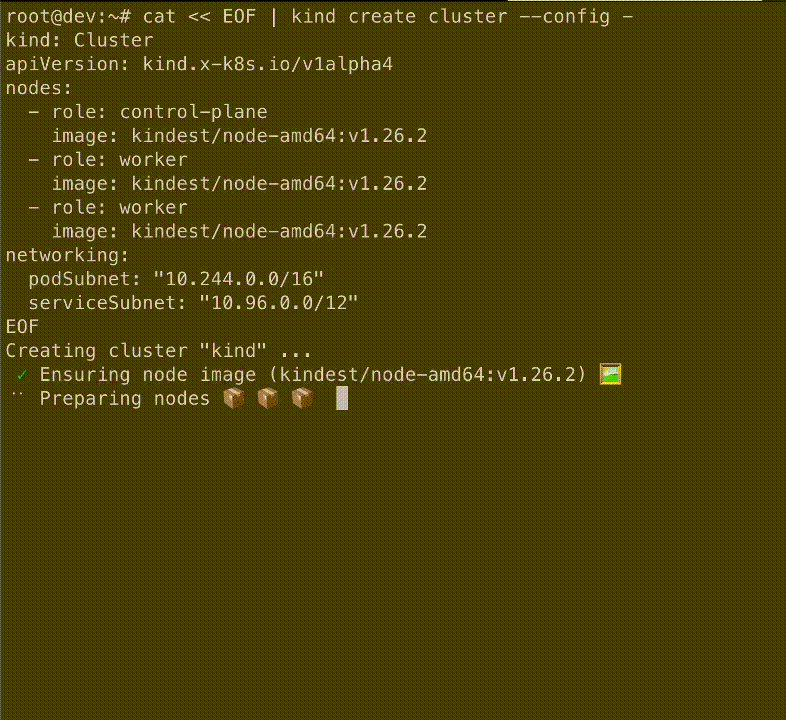 root@dev:~# cat << EOF | kind create cluster --config -
kind: Cluster
apiVersion: kind.x-k8s.io/v1alpha4
nodes:
  - role: control-plane
    image: kindest/node-amd64:v1.26.2
  - role: worker
    image: kindest/node-amd64:v1.26.2
  - role: worker
    image: kindest/node-amd64:v1.26.2
networking:
  podSubnet: "10.244.0.0/16"
  serviceSubnet: "10.96.0.0/12"
EOF
Creating cluster "kind" ...
 ✓ Ensuring node image (kindest/node-amd64:v1.26.2) 🖼
 ⠉ Preparing nodes 📦 📦 📦